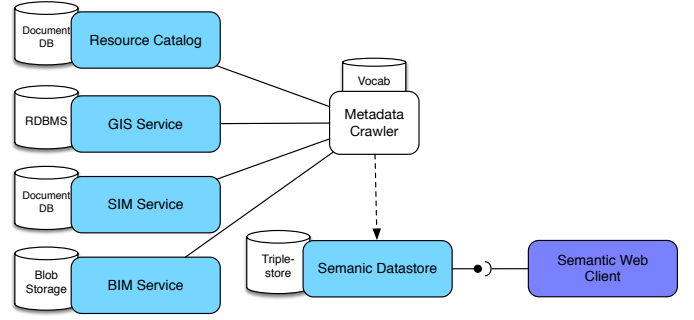 Document
DB
Resource Catalog
Vocab
Metadata
Crawler
RDBMS
GIS Service
Document
DB
SIM Service
Blob
Storage
BIM Service
Triple-
store
Semanic Datastore
Semantic Web
Client